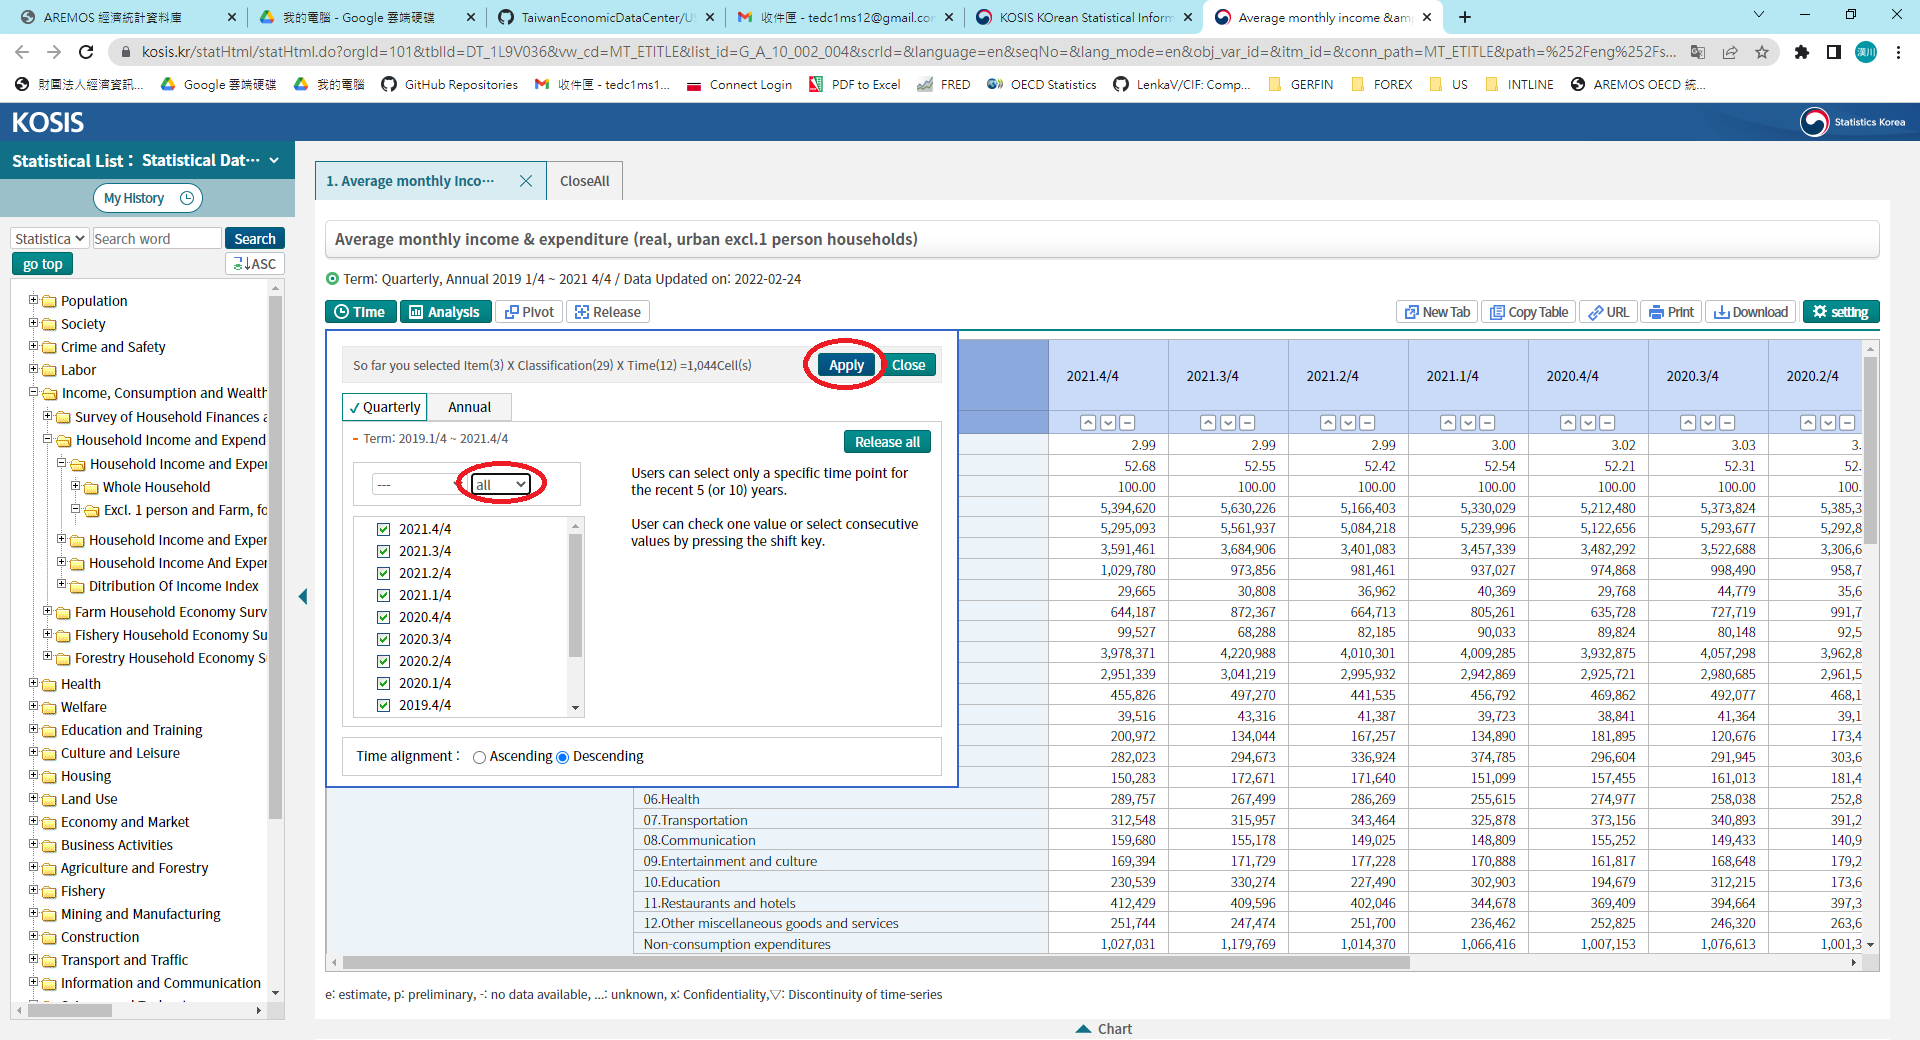 AREMOS 經濟統計資料庫
我的電腦 - Google 雲端硬碟
TaiwanEconomicDataCenter/US
收件匣 - tedc1ms12@gmail.com
KOSIS KOrean Statistical Inform
Average monthly income &am
kosis.kr/statHtml/statHtml.do?orgId=101&tblId=DT_1L9V036&vw_cd=MT_ETITLE&list_id=G_A_10_002_004&scrId=&language=en&seqNo=&lang_mode=en&obj_var_id=&itm_id=&conn_path=MT_ETITLE&path=%252Feng%252Fs...
漢川
財團法人經濟資訊...
Google 雲端硬碟
我的電腦
GitHub Repositories
收件匣 - tedc1ms1...
Connect Login
PDF to Excel
FRED
OECD Statistics
LenkaV/CIF: Comp...
GERFIN
FOREX
US
INTLINE
AREMOS OECD 統...
KOSIS
Statistics Korea
Statistical List : Statistical Dat···
My History
1. Average monthly Inco···
CloseAll
Statistica
Search word
Search
go top
ASC
Population
Society
Crime and Safety
Labor
Income, Consumption and Wealth
Survey of Household Finances a
Household Income and Expend
Household Income and Exper
Whole Household
Excl. 1 person and Farm, fo
Household Income and Exper
Household Income And Exper
Ditribution Of Income Index
Farm Household Economy Surv
Fishery Household Economy Su
Forestry Household Economy S
Health
Welfare
Education and Training
Culture and Leisure
Housing
Land Use
Economy and Market
Business Activities
Agriculture and Forestry
Fishery
Mining and Manufacturing
Construction
Transport and Traffic
Information and Communication
Average monthly income & expenditure (real, urban excl.1 person households)
Term: Quarterly, Annual 2019 1/4 ~ 2021 4/4 / Data Updated on: 2022-02-24
Time
Analysis
Pivot
Release
New Tab
Copy Table
URL
Print
Download
setting
So far you selected Item(3) X Classification(29) X Time(12) =1,044Cell(s)
Apply
Close
✓ Quarterly
Annual
- Term: 2019.1/4 ~ 2021.4/4
Release all
---
all
Users can select only a specific time point for
the recent 5 (or 10) years.
User can check one value or select consecutive
values by pressing the shift key.
2021.4/4
2021.3/4
2021.2/4
2021.1/4
2020.4/4
2020.3/4
2020.2/4
2020.1/4
2019.4/4
Time alignment :
Ascending
Descending
2021.4/4 2021.3/4 2021.2/4 2021.1/4 2020.4/4 2020.3/4 2020.2/4
2.99 2.99 2.99 3.00 3.02 3.03 3.
52.68 52.55 52.42 52.54 52.21 52.31 52.
100.00 100.00 100.00 100.00 100.00 100.00 100.
5,394,620 5,630,226 5,166,403 5,330,029 5,212,480 5,373,824 5,385,3
5,295,093 5,561,937 5,084,218 5,239,996 5,122,656 5,293,677 5,292,8
3,591,461 3,684,906 3,401,083 3,457,339 3,482,292 3,522,688 3,306,6
1,029,780 973,856 981,461 937,027 974,868 998,490 958,7
29,665 30,808 36,962 40,369 29,768 44,779 35,6
644,187 872,367 664,713 805,261 635,728 727,719 991,7
99,527 68,288 82,185 90,033 89,824 80,148 92,5
3,978,371 4,220,988 4,010,301 4,009,285 3,932,875 4,057,298 3,962,8
2,951,339 3,041,219 2,995,932 2,942,869 2,925,721 2,980,685 2,961,5
455,826 497,270 441,535 456,792 469,862 492,077 468,1
39,516 43,316 41,387 39,723 38,841 41,364 39,1
200,972 134,044 167,257 134,890 181,895 120,676 173,4
282,023 294,673 336,924 374,785 296,604 291,945 303,6
150,283 172,671 171,640 151,099 157,455 161,013 181,4
06.Health 289,757 267,499 286,269 255,615 274,977 258,038 252,8
07.Transportation 312,548 315,957 343,464 325,878 373,156 340,893 391,2
08.Communication 159,680 155,178 149,025 148,809 155,252 149,433 140,9
09.Entertainment and culture 169,394 171,729 177,228 170,888 161,817 168,648 179,2
10.Education 230,539 330,274 227,490 302,903 194,679 312,215 173,6
11.Restaurants and hotels 412,429 409,596 402,046 344,678 369,409 394,664 397,3
12.Other miscellaneous goods and services 251,744 247,474 251,700 236,462 252,825 246,320 263,6
Non-consumption expenditures 1,027,031 1,179,769 1,014,370 1,066,416 1,007,153 1,076,613 1,001,3
e: estimate, p: preliminary, -: no data available, ...: unknown, x: Confidentiality,▽: Discontinuity of time-series
Chart